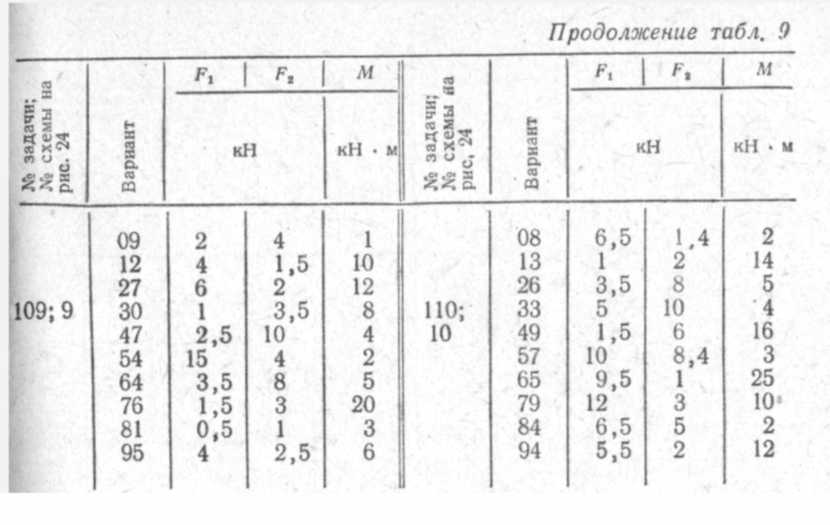 Продолжение табл. 9
№ задачи; № схемы на рис. 24 Вариант F₁ F₂ M № задачи; № схемы на рис. 24 Вариант F₁ F₂ M
кН кН · м кН кН · м
09 2 4 1 08 6,5 1,4 2
12 4 1,5 10 13 1 2 14
27 6 2 12 26 3,5 8 5
109; 9 30 1 3,5 8 110; 33 5 10 4
47 2,5 10 4 10 49 1,5 6 16
54 15 4 2 57 10 8,4 3
64 3,5 8 5 65 9,5 1 25
76 1,5 3 20 79 12 3 10
81 0,5 1 3 84 6,5 5 2
95 4 2,5 6 94 5,5 2 12